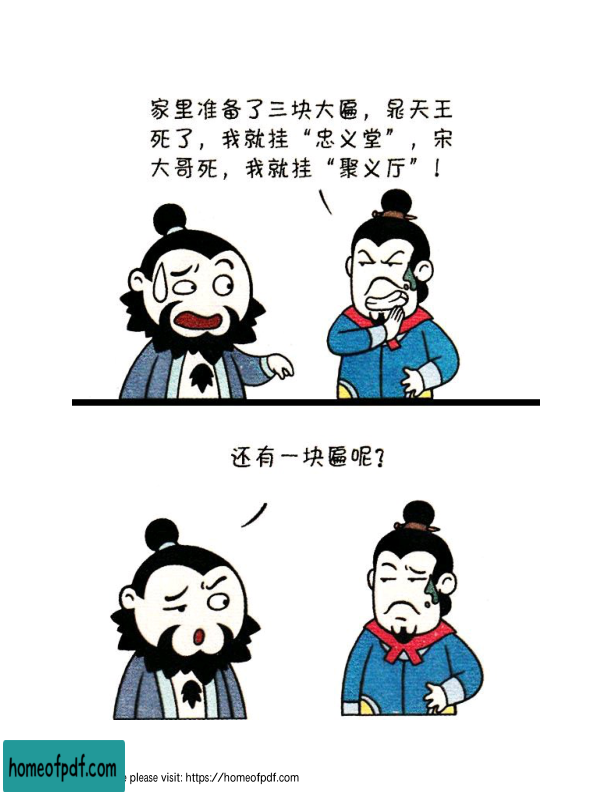 家里准备了三块大匾，晁天王
死了，我就挂“忠义堂”，宋
大哥死，我就挂“聚义厅”！
还有一块匾呢？
homeofpdf.com
e please visit: https://homeofpdf.com